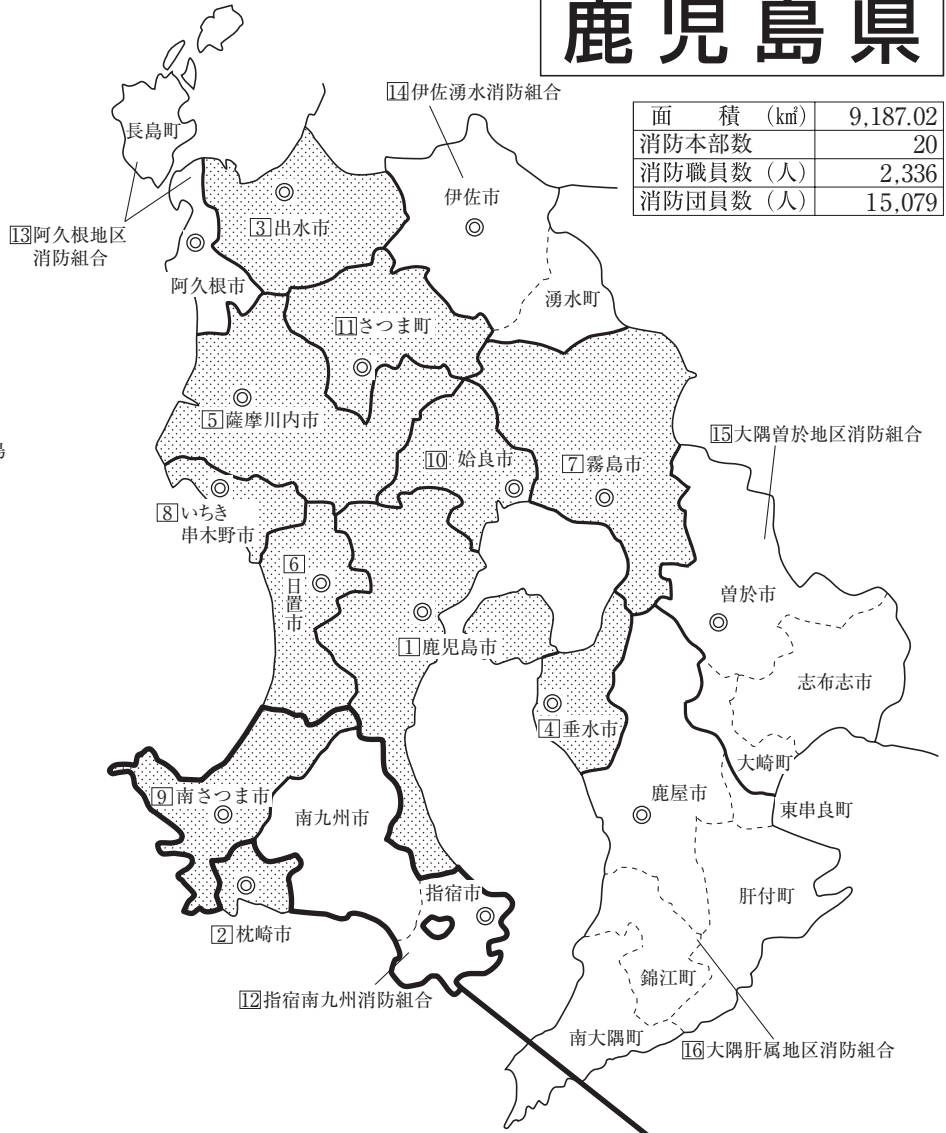 鹿児島県
面積（㎢） 9,187.02
消防本部数 20
消防職員数（人） 2,336
消防団員数（人） 15,079
14伊佐湧水消防組合
長島町
伊佐市
3出水市
13阿久根地区
消防組合
阿久根市
湧水町
11さつま町
5薩摩川内市
15大隅曽於地区消防組合
島
10 姶良市
7霧島市
8いちき
串木野市
6日置市
曽於市
1鹿児島市
志布志市
4垂水市
大崎町
9南さつま市
鹿屋市
東串良町
南九州市
指宿市
肝付町
2枕崎市
錦江町
12指宿南九州消防組合
南大隅町
16大隅肝属地区消防組合